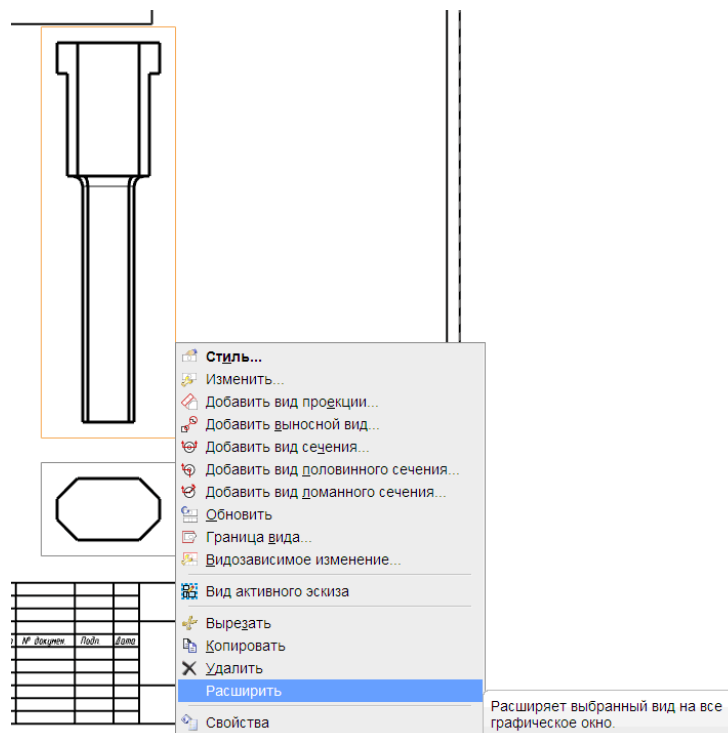 Стиль...
Изменить...
Добавить вид проекции...
Добавить выносной вид...
Добавить вид сечения...
Добавить вид половинного сечения...
Добавить вид ломанного сечения...
Обновить
Граница вида...
Видозависимое изменение...
Вид активного эскиза
№ докумен. Подп. Дата
Вырезать
Копировать
Удалить
Расширить
Расширяет выбранный вид на все
графическое окно.
Свойства